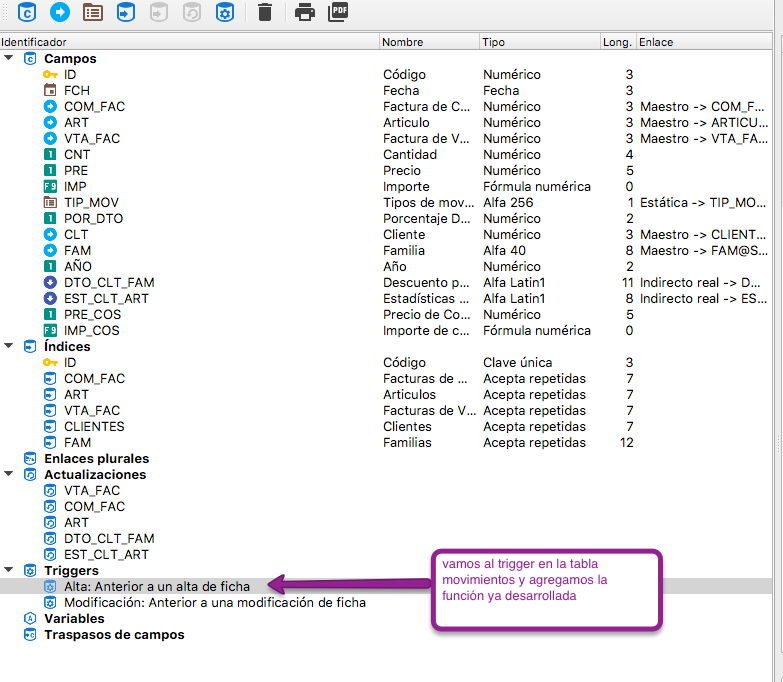 PDF
Identificador Nombre Tipo Long. Enlace
Campos
ID Código Numérico 3
FCH Fecha Fecha 3
COM_FAC Factura de C... Numérico 3 Maestro -> COM_F...
ART Articulo Numérico 3 Maestro -> ARTICU...
VTA_FAC Factura de V... Numérico 3 Maestro -> VTA_FA...
CNT Cantidad Numérico 4
PRE Precio Numérico 5
IMP Importe Fórmula numérica 0
TIP_MOV Tipos de mov... Alfa 256 1 Estática -> TIP_MO...
POR_DTO Porcentaje D... Numérico 2
CLT Cliente Numérico 3 Maestro -> CLIENT...
FAM Familia Alfa 40 8 Maestro -> FAM@S...
AÑO Año Numérico 2
DTO_CLT_FAM Descuento p... Alfa Latin1 11 Indirecto real -> D...
EST_CLT_ART Estadísticas ... Alfa Latin1 8 Indirecto real -> ES...
PRE_COS Precio de Co... Numérico 5
IMP_COS Importe de c... Fórmula numérica 0
Índices
ID Código Clave única 3
COM_FAC Facturas de ... Acepta repetidas 7
ART Articulos Acepta repetidas 7
VTA_FAC Facturas de V... Acepta repetidas 7
CLIENTES Clientes Acepta repetidas 7
FAM Familias Acepta repetidas 12
Enlaces plurales
Actualizaciones
VTA_FAC
COM_FAC
ART
DTO_CLT_FAM
EST_CLT_ART
Triggers
Alta: Anterior a un alta de ficha
Modificación: Anterior a una modificación de ficha
Variables
Traspasos de campos
vamos al trigger en la tabla
movimientos y agregamos la
función ya desarrollada